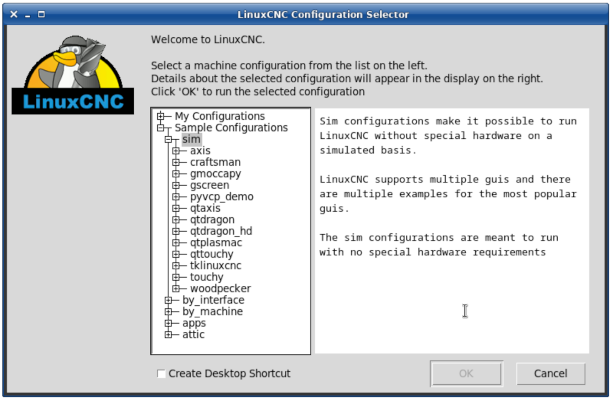 LinuxCNC Configuration Selector
LinuxCNC
Welcome to LinuxCNC.
Select a machine configuration from the list on the left.
Details about the selected configuration will appear in the display on the right.
Click 'OK' to run the selected configuration
My Configurations
Sample Configurations
sim
axis
craftsman
gmoccapy
gscreen
pyvcp_demo
qtaxis
qtdragon
qtdragon_hd
qtplasmac
qttouchy
tklinuxcnc
touchy
woodpecker
by_interface
by_machine
apps
attic
Sim configurations make it possible to run
LinuxCNC without special hardware on a
simulated basis.
LinuxCNC supports multiple guis and there
are multiple examples for the most popular
guis.
The sim configurations are meant to run
with no special hardware requirements
Create Desktop Shortcut
OK
Cancel